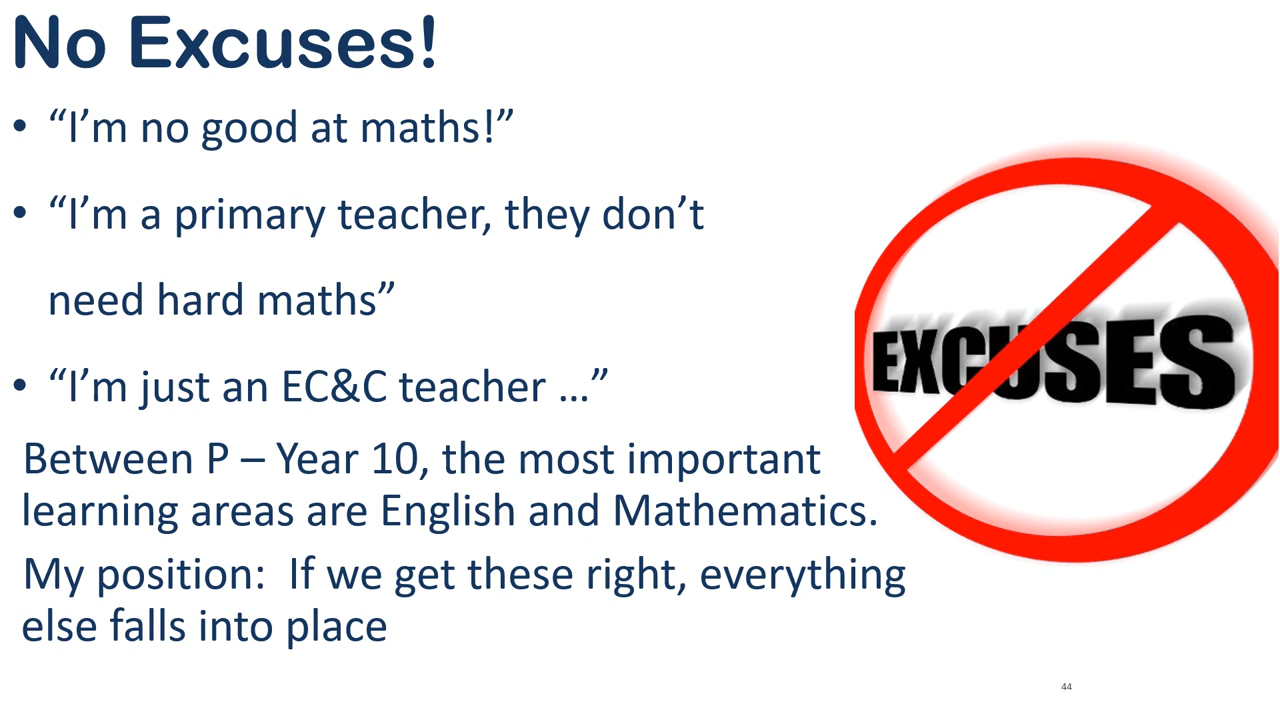 No Excuses!
• “I’m no good at maths!”
• “I’m a primary teacher, they don’t
need hard maths”
• “I’m just an EC&C teacher …”
Between P – Year 10, the most important
learning areas are English and Mathematics.
My position:  If we get these right, everything
else falls into place
EXCUSES
44